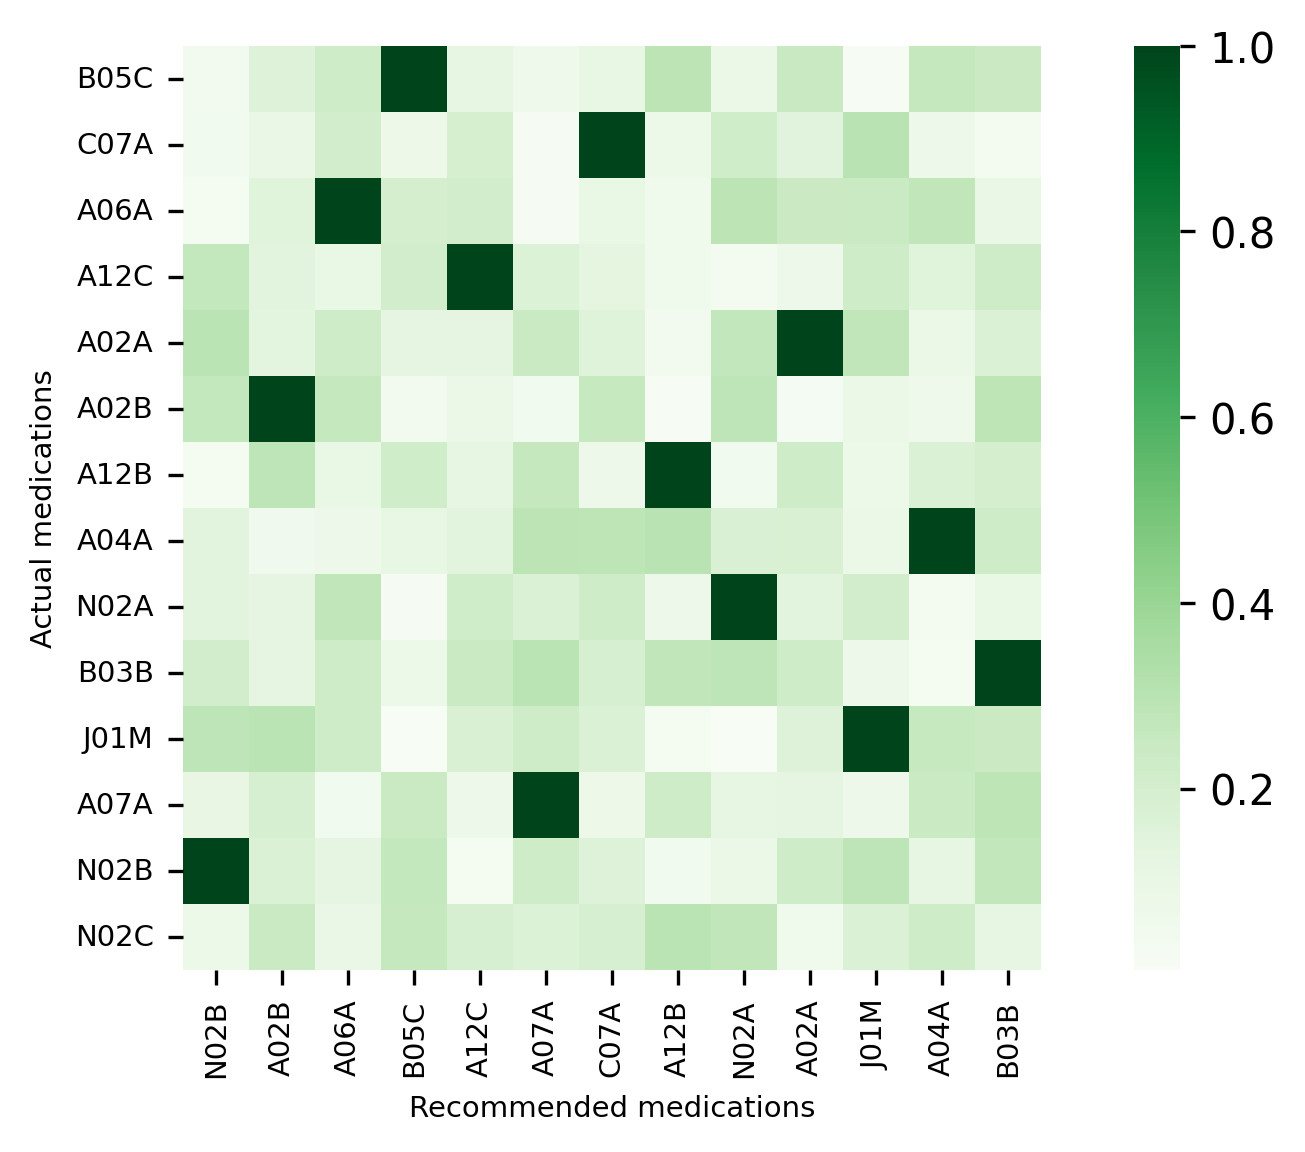 B05C
C07A
A06A
A12C
A02A
A02B
A12B
A04A
N02A
B03B
J01M
A07A
N02B
N02C
Actual medications
N02B
A02B
A06A
B05C
A12C
A07A
C07A
A12B
N02A
A02A
J01M
A04A
B03B
Recommended medications
1.0
0.8
0.6
0.4
0.2